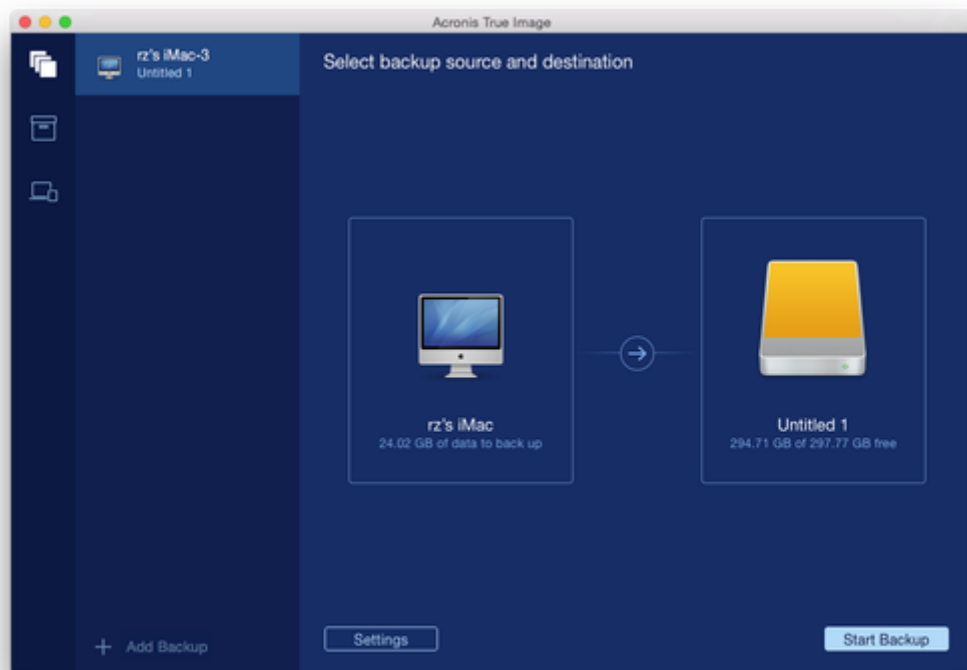 Acronis True Image
rz's iMac-3
Untitled 1
Select backup source and destination
rz's iMac
24.02 GB of data to back up
Untitled 1
294.71 GB of 297.77 GB free
Add Backup
Settings
Start Backup